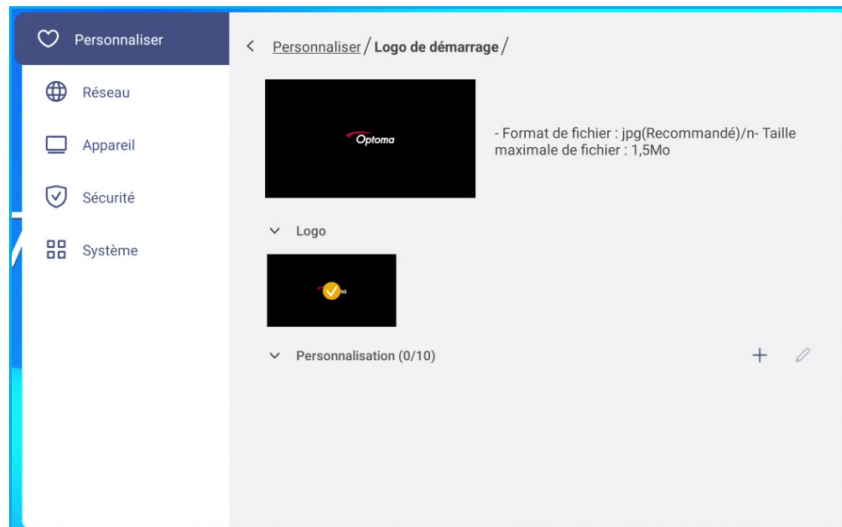 Personnaliser
Personnaliser / Logo de démarrage /
Réseau
Appareil
Sécurité
Système
Optoma
- Format de fichier : jpg(Recommandé)/n- Taille
maximale de fichier : 1,5Mo
Logo
Personnalisation (0/10)